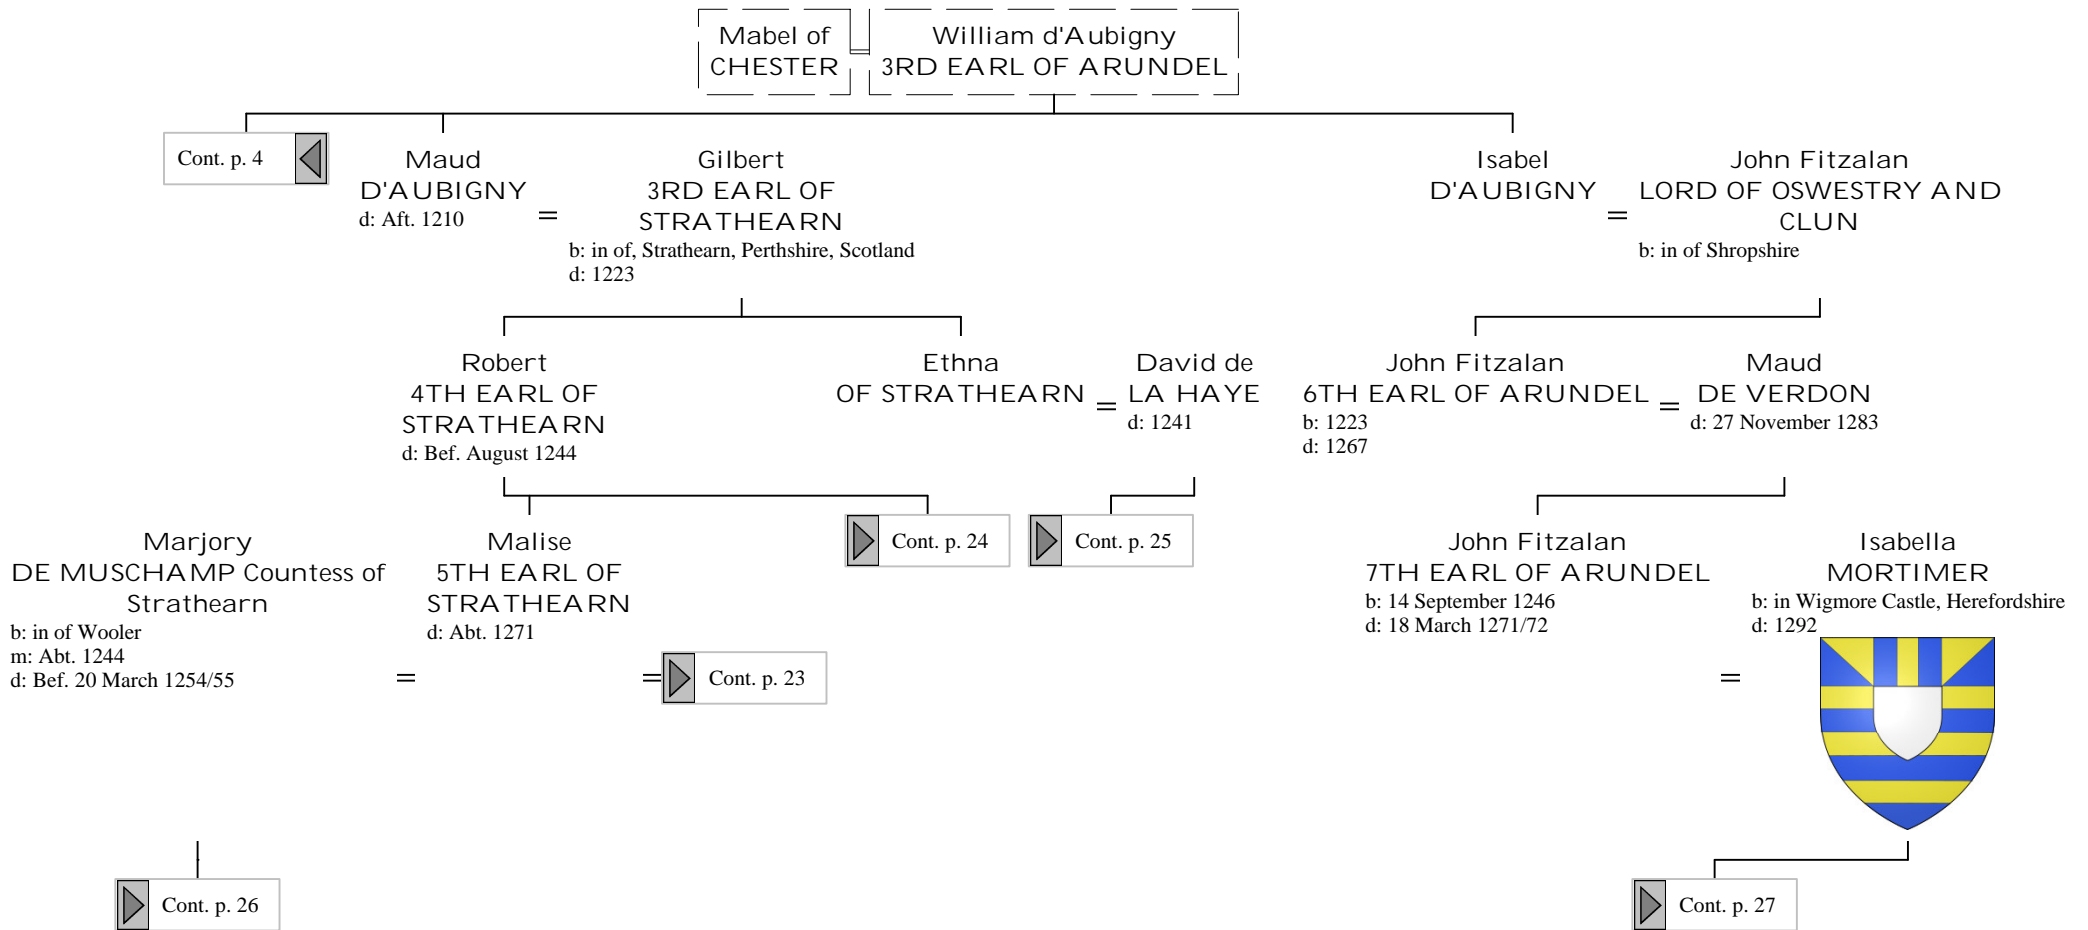 Mabel of
CHESTER
=
William d'Aubigny
3RD EARL OF ARUNDEL
Cont. p. 4
Maud
D'AUBIGNY
d: Aft. 1210
=
Gilbert
3RD EARL OF
STRATHEARN
b: in of, Strathearn, Perthshire, Scotland
d: 1223
Isabel
D'AUBIGNY
=
John Fitzalan
LORD OF OSWESTRY AND
CLUN
b: in of Shropshire
Robert
4TH EARL OF
STRATHEARN
d: Bef. August 1244
Ethna
OF STRATHEARN
=
David de
LA HAYE
d: 1241
John Fitzalan
6TH EARL OF ARUNDEL
b: 1223
d: 1267
=
Maud
DE VERDON
d: 27 November 1283
Marjory
DE MUSCHAMP Countess of
Strathearn
b: in of Wooler
m: Abt. 1244
d: Bef. 20 March 1254/55
=
Malise
5TH EARL OF
STRATHEARN
d: Abt. 1271
=
Cont. p. 23
Cont. p. 24
Cont. p. 25
John Fitzalan
7TH EARL OF ARUNDEL
b: 14 September 1246
d: 18 March 1271/72
=
Isabella
MORTIMER
b: in Wigmore Castle, Herefordshire
d: 1292
Cont. p. 26
Cont. p. 27